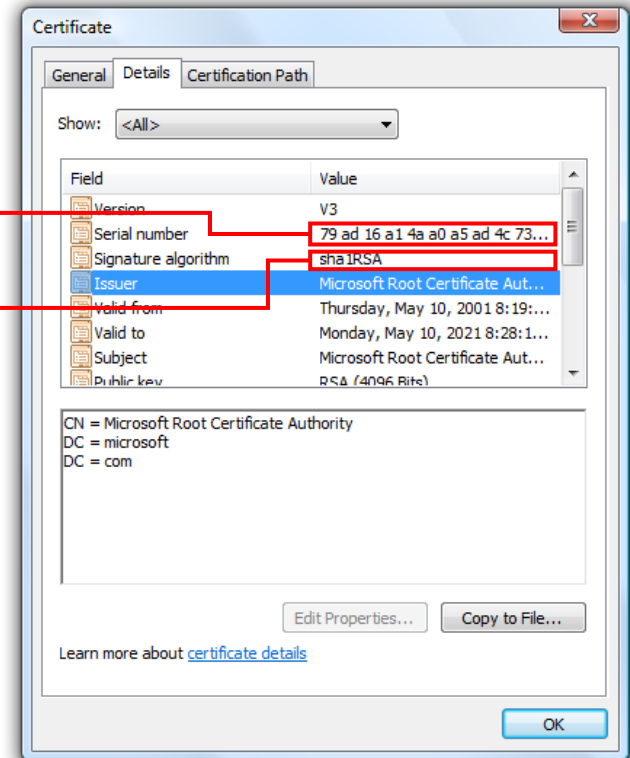 Certificate
General Details Certification Path
Show: <All>
Field Value
Version V3
Serial number 79 ad 16 a1 4a a0 a5 ad 4c 73...
Signature algorithm sha1RSA
Issuer Microsoft Root Certificate Aut...
Valid from Thursday, May 10, 2001 8:19:...
Valid to Monday, May 10, 2021 8:28:1...
Subject Microsoft Root Certificate Aut...
Public key RSA (4096 Bits)
CN = Microsoft Root Certificate Authority
DC = microsoft
DC = com
Edit Properties... Copy to File...
Learn more about certificate details
OK